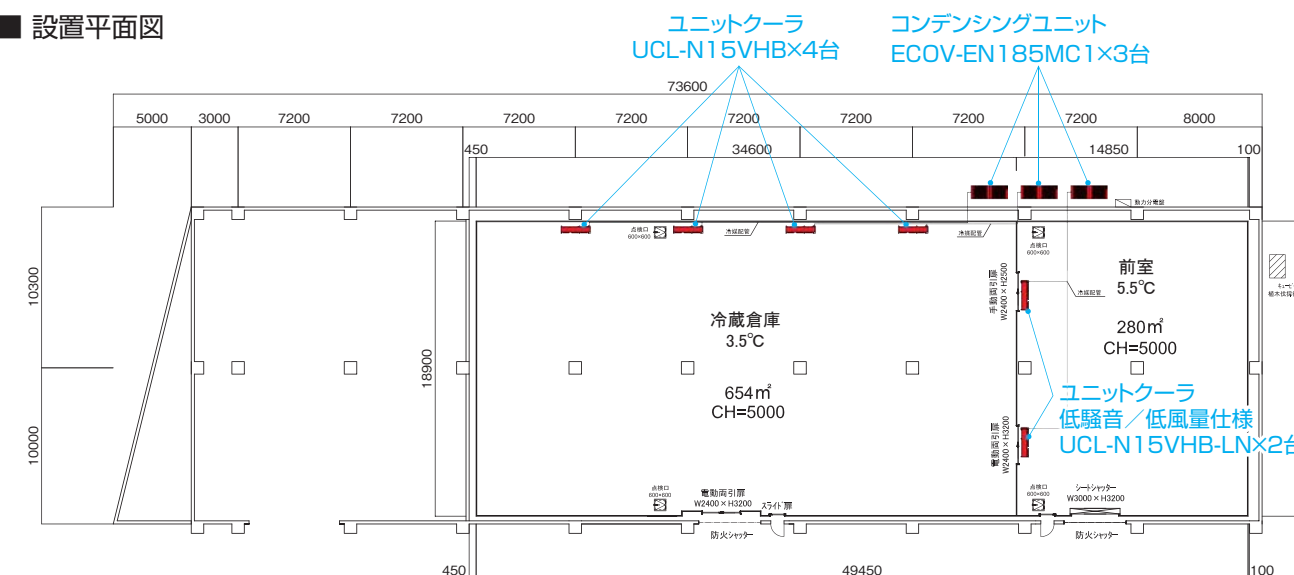 ■ 設置平面図
ユニットクーラ
UCL-N15VHB×4台
コンデンシングユニット
ECOV-EN185MC1×3台
73600
5000
3000
7200
7200
7200
7200
7200
7200
7200
7200
8000
450
34600
14850
100
動力分電盤
点検口
600×600
冷媒配管
冷媒配管
点検口
600×600
10300
10000
18900
冷蔵倉庫
3.5℃
654㎡
CH=5000
手動両引扉
W2400×H2500
冷媒配管
前室
5.5℃
280㎡
CH=5000
ユニットクーラ
低騒音／低風量仕様
UCL-N15VHB-LN×2台
電動両引扉
W2400×H3200
点検口
600×600
電動両引扉
W2400×H3200
スライド扉
防火シャッター
点検口
600×600
シートシャッター
W3000×H3200
防火シャッター
450
49450
100